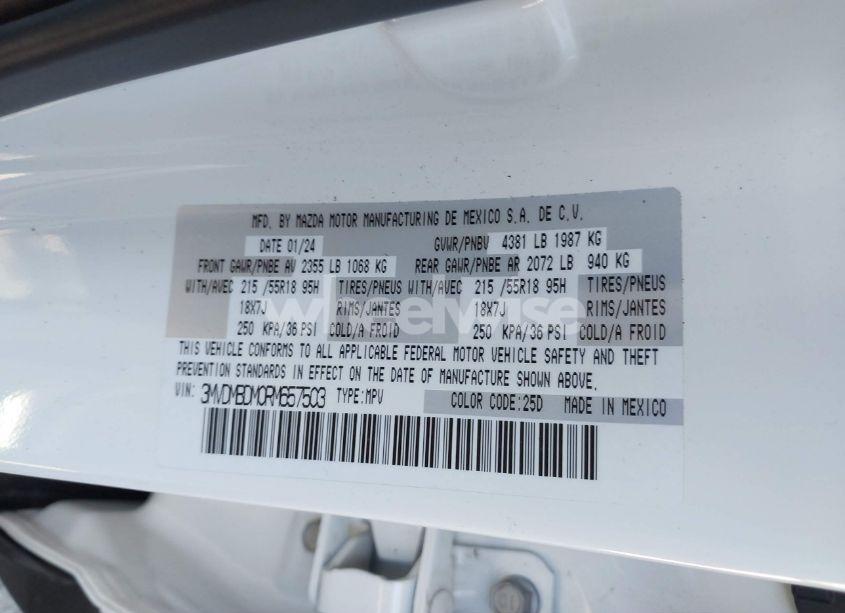 MFD. BY MAZDA MOTOR MANUFACTURING DE MEXICO S.A. DE C.V.
DATE 01/24 GVWR/PNBV 4381 LB 1987 KG
FRONT GAWR/PNBE AV 2355 LB 1068 KG REAR GAWR/PNBE AR 2072 LB 940 KG
WITH/AVEC 215 /55R18 95H TIRES/PNEUS WITH/AVEC 215 /55R18 95H TIRES/PNEUS
18X7J RIMS/JANTES 18X7J RIMS/JANTES
250 KPA/36 PSI COLD/A FROID 250 KPA/36 PSI COLD/A FROID
THIS VEHICLE CONFORMS TO ALL APPLICABLE FEDERAL MOTOR VEHICLE SAFETY AND THEFT
PREVENTION STANDARDS IN EFFECT ON THE DATE OF MANUFACTURE SHOWN ABOVE.
VIN: 3MVDMBDM0RM657503 TYPE:MPV COLOR CODE:25D MADE IN MEXICO
wheelwise